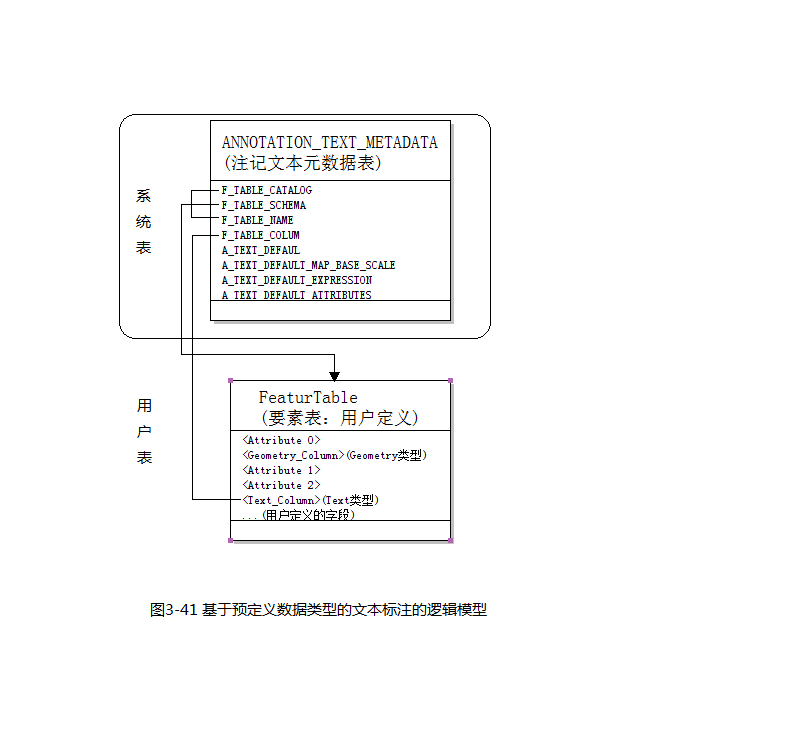 ANNOTATION_TEXT_METADATA
(注记文本元数据表)
系
统
表
F_TABLE_CATALOG
F_TABLE_SCHEMA
F_TABLE_NAME
F_TABLE_COLUM
A_TEXT_DEFAUL
A_TEXT_DEFAULT_MAP_BASE_SCALE
A_TEXT_DEFAULT_EXPRESSION
A_TEXT_DEFAULT_ATTRIBUTES
用
户
表
FeaturTable
(要素表: 用户定义)
<Attribute 0>
<Geometry_Column>(Geometry类型)
<Attribute 1>
<Attribute 2>
<Text_Column>(Text类型)
...(用户定义的字段)
图3-41 基于预定义数据类型的文本标注的逻辑模型